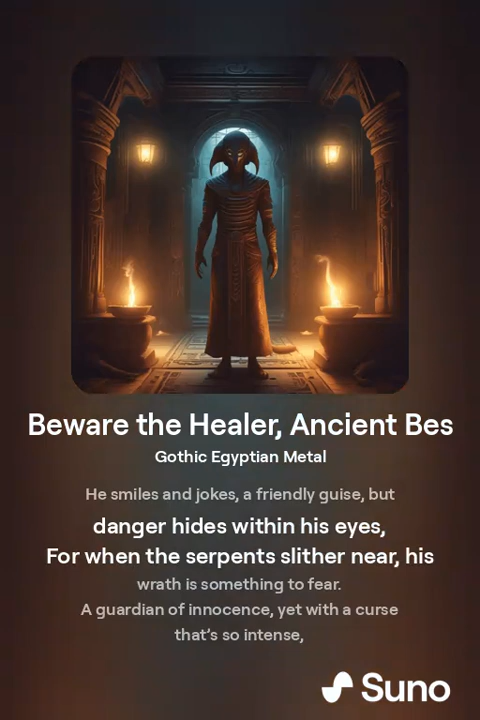 Beware the Healer, Ancient Bes
Gothic Egyptian Metal
He smiles and jokes, a friendly guise, but
danger hides within his eyes,
For when the serpents slither near, his
wrath is something to fear.
A guardian of innocence, yet with a curse
that's so intense,
Suno